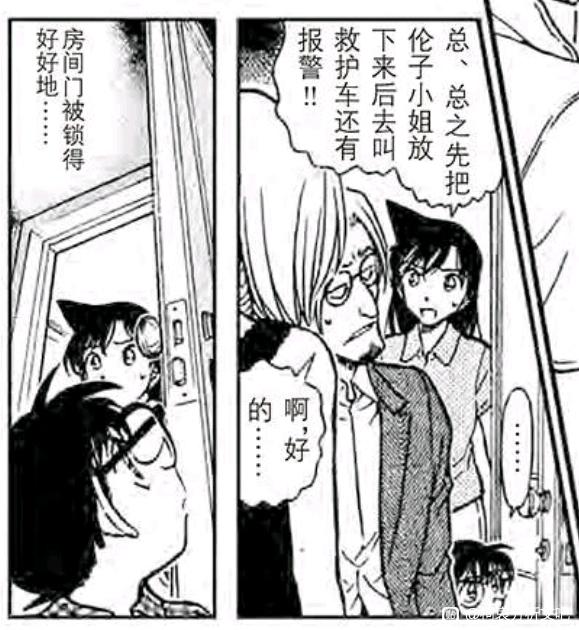 总、总之先把
伦子小姐放
下来后去叫
救护车还有
报警!!
啊，好
的……
……
房间门被锁得
好好地……